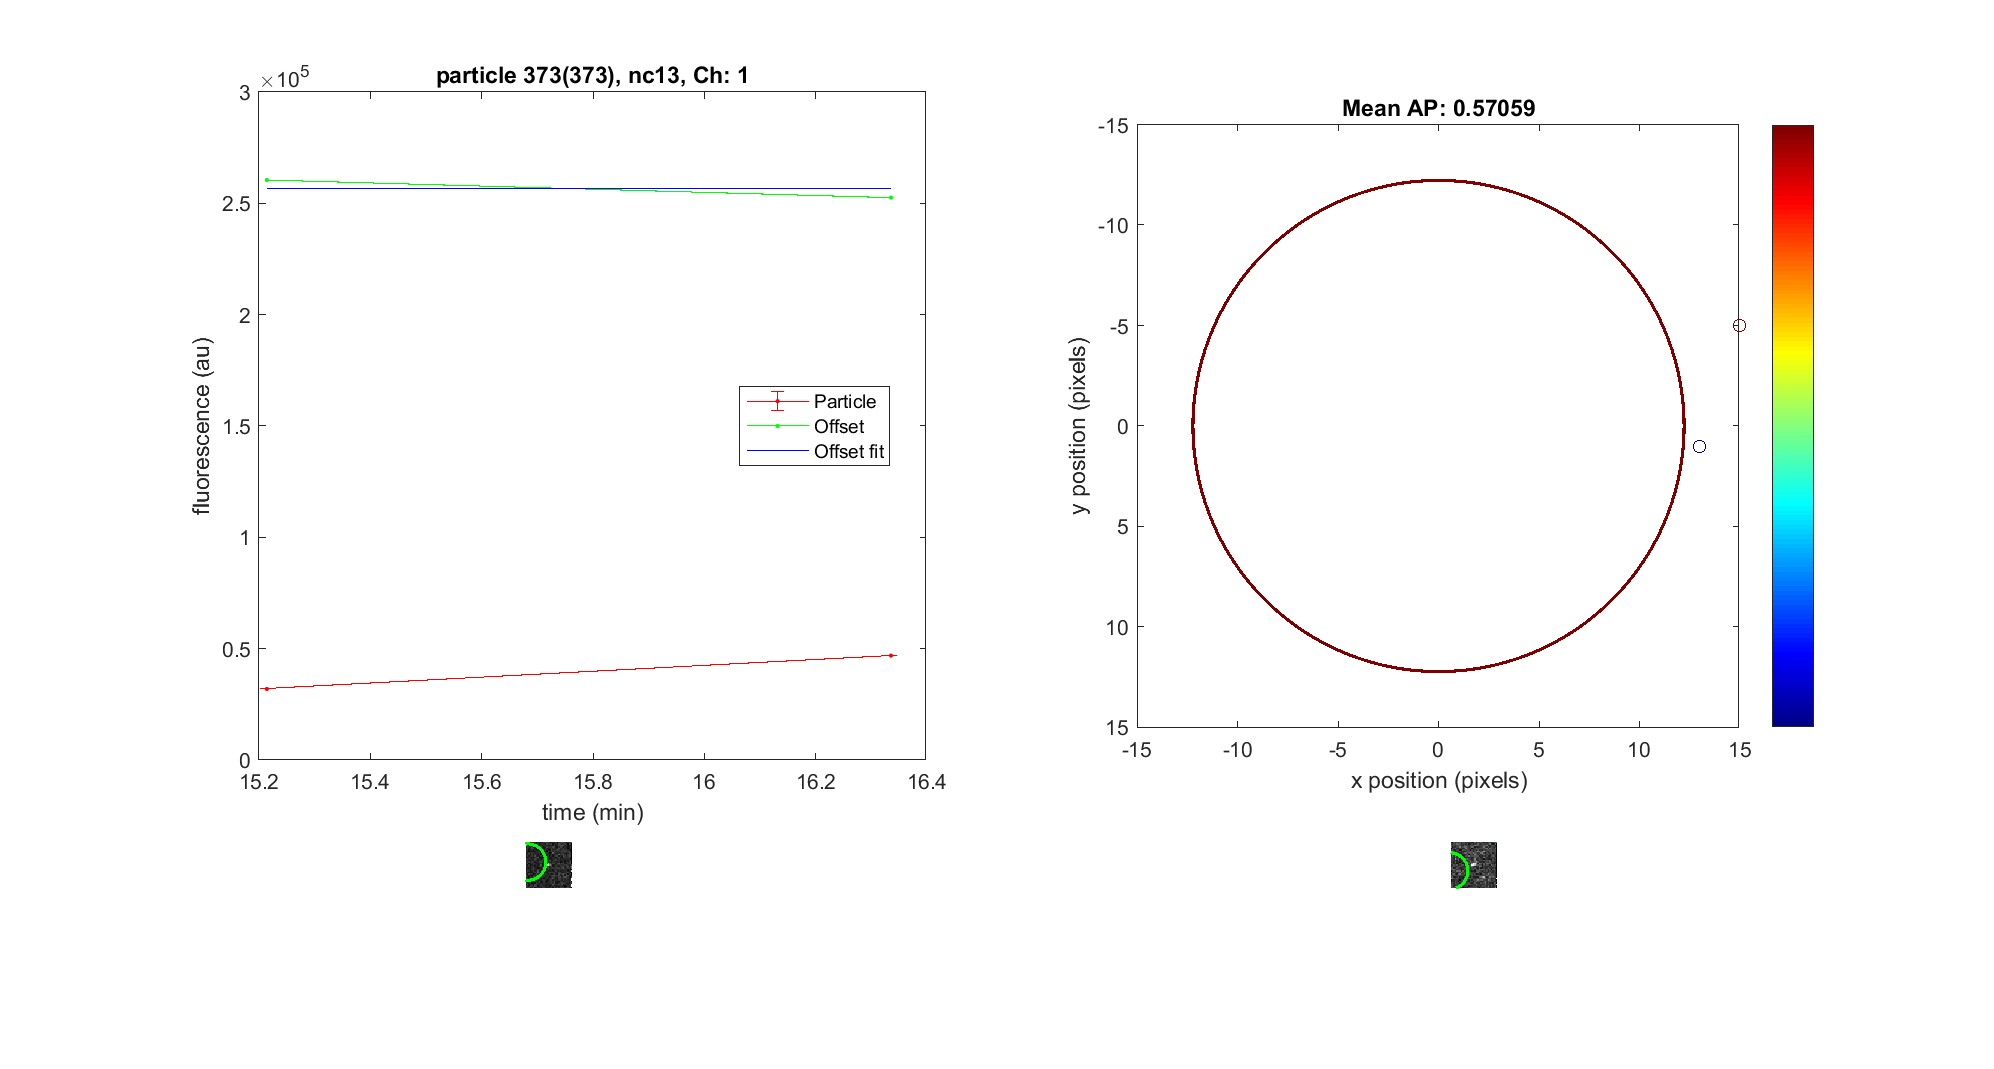 particle 373(373), nc13, Ch: 1
×10^5
3
2.5
2
1.5
1
0.5
0
fluorescence (au)
Particle
Offset
Offset fit
15.2 15.4 15.6 15.8 16 16.2 16.4
time (min)
Mean AP: 0.57059
-15
-10
-5
0
5
10
15
y position (pixels)
-15 -10 -5 0 5 10 15
x position (pixels)